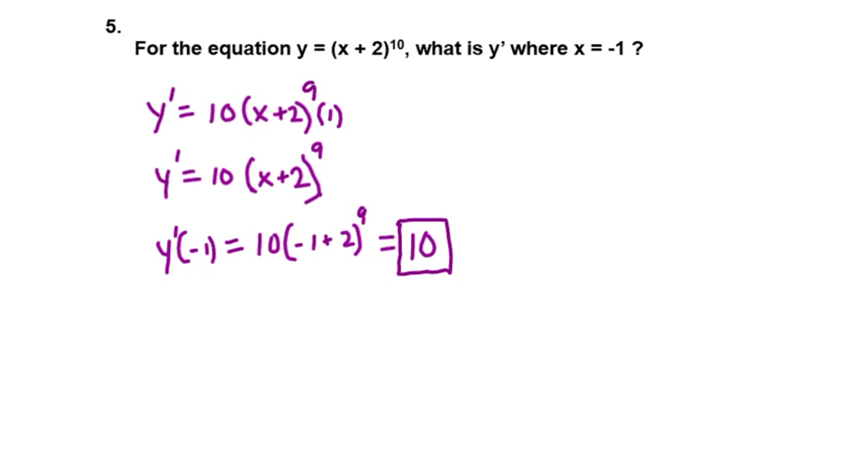 5.
For the equation y = (x + 2)¹⁰, what is y’ where x = -1 ?
y' = 10(x+2)⁹(1)
y' = 10(x+2)⁹
y'(-1) = 10(-1+2)⁹ = 10